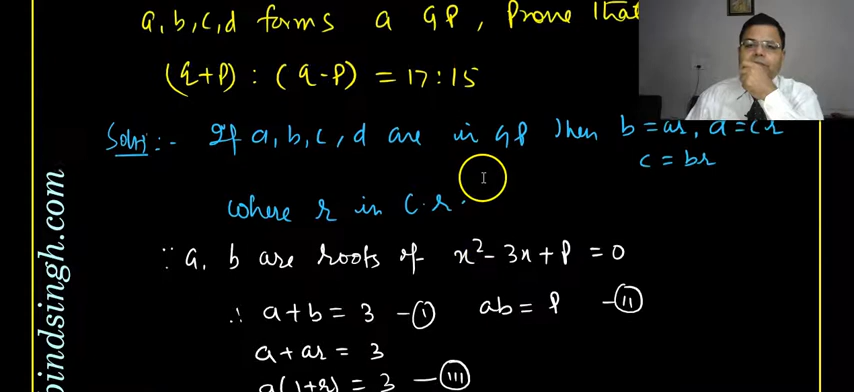 a, b, c, d forms a GP, Prove that
(q+p) : (q-p) = 17:15
Soln:- If a, b, c, d are in GP then b = ar, d = cr
c = br
where r in C.r.
∵ a, b are roots of x² - 3x + p = 0
∴ a + b = 3 -(I) ab = p -(II)
a + ar = 3
a(1+r) = 3 -(III)
bindsingh.com